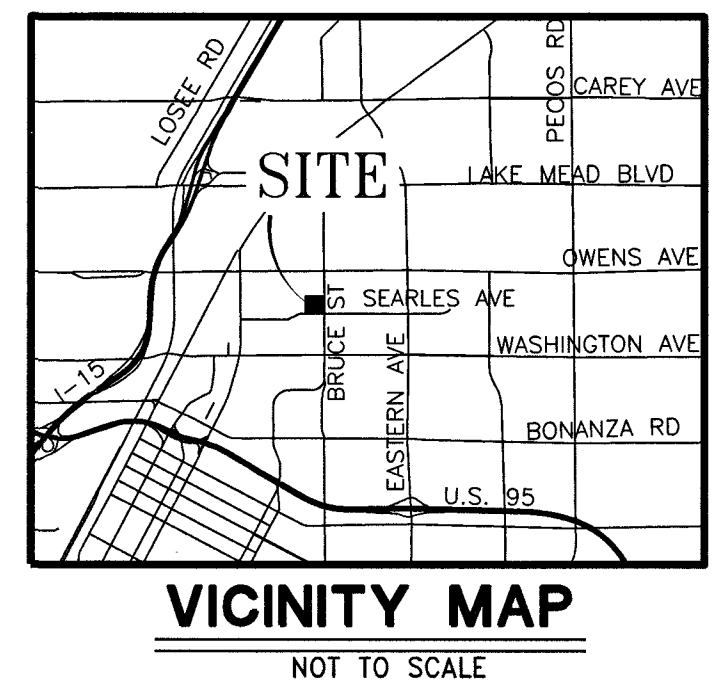 LOSEE RD
PECOS RD
CAREY AVE
SITE
LAKE MEAD BLVD
OWENS AVE
BRUCE ST
SEARLES AVE
WASHINGTON AVE
I-15
EASTERN AVE
BONANZA RD
U.S. 95
VICINITY MAP
NOT TO SCALE